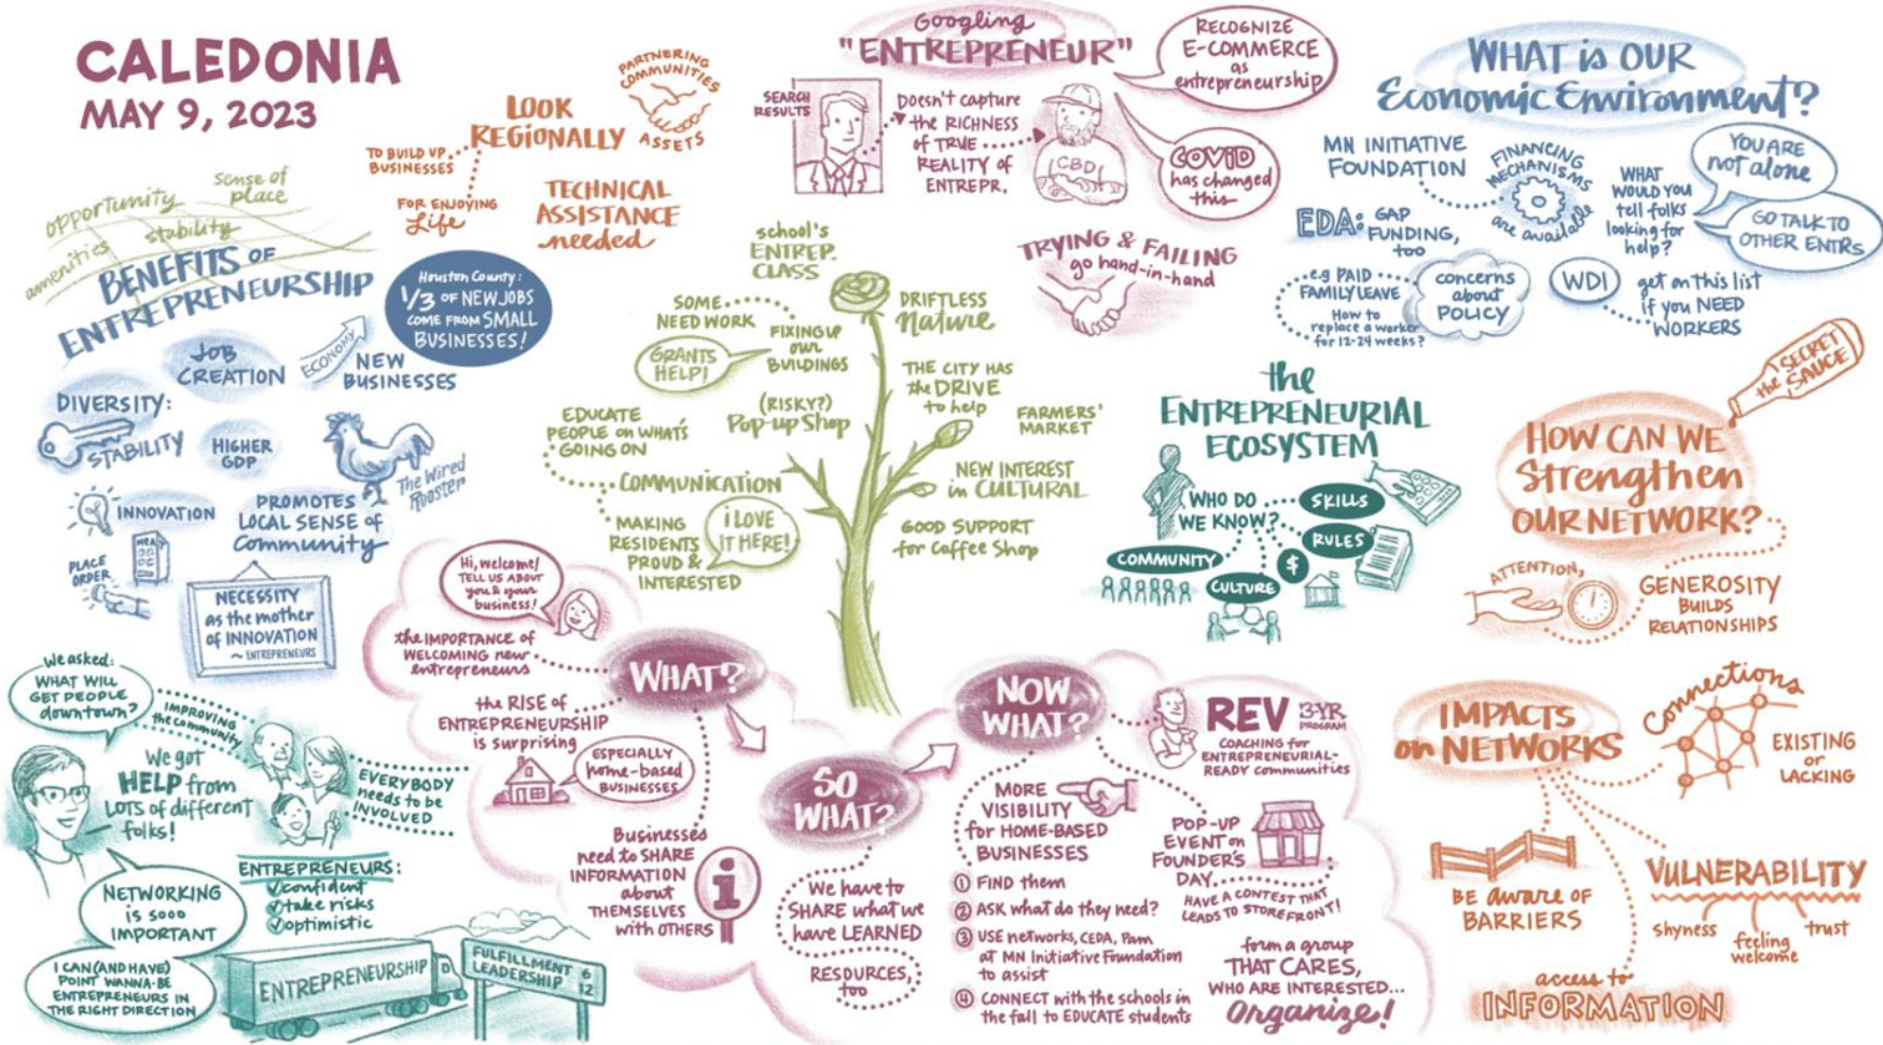 CALEDONIA
MAY 9, 2023
LOOK
REGIONALLY
PARTNERING
COMMUNITIES
ASSETS
TO BUILD UP
BUSINESSES
FOR ENJOYING
Life
TECHNICAL
ASSISTANCE
needed
opportunity
sense of
place
stability
amenities
BENEFITS OF
ENTREPRENEURSHIP
Houston County:
1/3 OF NEW JOBS
COME FROM SMALL
BUSINESSES!
JOB
CREATION
ECONOMY
NEW
BUSINESSES
DIVERSITY:
STABILITY
HIGHER
GDP
The Wired
Rooster
INNOVATION
PROMOTES
LOCAL SENSE of
Community
PLACE
ORDER
NECESSITY
as the mother
of INNOVATION
~ ENTREPRENEURS
We asked:
WHAT WILL
GET PEOPLE
downtown?
IMPROVING
the community
We got
HELP from
LOTS of different
folks!
EVERYBODY
needs to be
INVOLVED
NETWORKING
is sooo
IMPORTANT
ENTREPRENEURS:
confident
take risks
optimistic
I CAN (AND HAVE)
POINT WANNA-BE
ENTREPRENEURS IN
THE RIGHT DIRECTION
ENTREPRENEURSHIP
FULFILLMENT 6
LEADERSHIP 12
Googling
"ENTREPRENEUR"
SEARCH
RESULTS
Doesn't capture
the RICHNESS
of TRUE
REALITY of
ENTREPR.
CBD
RECOGNIZE
E-COMMERCE
as
entrepreneurship
COVID
has changed
this
TRYING & FAILING
go hand-in-hand
school's
ENTREP.
CLASS
SOME
NEED WORK
FIXING UP
our
BUILDINGS
GRANTS
HELP!
DRIFTLESS
Nature
THE CITY HAS
the DRIVE
to help
(RISKY?)
Pop-up Shop
EDUCATE
PEOPLE on WHAT'S
GOING ON
FARMERS'
MARKET
COMMUNICATION
NEW INTEREST
in CULTURAL
MAKING
RESIDENTS
PROUD &
INTERESTED
i LOVE
IT HERE!
GOOD SUPPORT
for Coffee Shop
Hi, welcome!
TELL US ABOUT
you & your
business!
the IMPORTANCE of
WELCOMING new
entrepreneurs
WHAT?
the RISE of
ENTREPRENEURSHIP
is surprising
ESPECIALLY
home-based
BUSINESSES
Businesses
need to SHARE
INFORMATION
about
THEMSELVES
with OTHERS
i
SO
WHAT?
We have to
SHARE what we
have LEARNED
RESOURCES,
too
NOW
WHAT?
REV 3-YR
PROGRAM
COACHING for
ENTREPRENEURIAL-
READY communities
MORE
VISIBILITY
for HOME-BASED
BUSINESSES
① FIND them
② ASK what do they need?
③ USE networks, CEDA, Pam
at MN Initiative Foundation
to assist
④ CONNECT with the schools in
the fall to EDUCATE students
POP-UP
EVENT on
FOUNDER'S
DAY
HAVE A CONTEST THAT
LEADS TO STOREFRONT!
form a group
THAT CARES,
WHO ARE INTERESTED...
Organize!
WHAT is OUR
Economic Environment?
MN INITIATIVE
FOUNDATION
FINANCING
MECHANISMS
are available
WHAT
WOULD YOU
tell folks
looking for
help?
YOU ARE
not alone
GO TALK TO
OTHER ENTRS
EDA: GAP
FUNDING,
too
e.g PAID
FAMILY LEAVE
How to
replace a worker
for 12-24 weeks?
concerns
about
POLICY
WDI
get on this list
if you NEED
WORKERS
the
ENTREPRENEURIAL
ECOSYSTEM
WHO DO
WE KNOW?
SKILLS
RULES
$
CULTURE
COMMUNITY
the SECRET
SAUCE
HOW CAN WE
Strengthen
OUR NETWORK?
ATTENTION,
GENEROSITY
BUILDS
RELATIONSHIPS
IMPACTS
on NETWORKS
Connections
EXISTING
or
LACKING
BE aware OF
BARRIERS
VULNERABILITY
shyness
feeling
welcome
trust
access to
INFORMATION